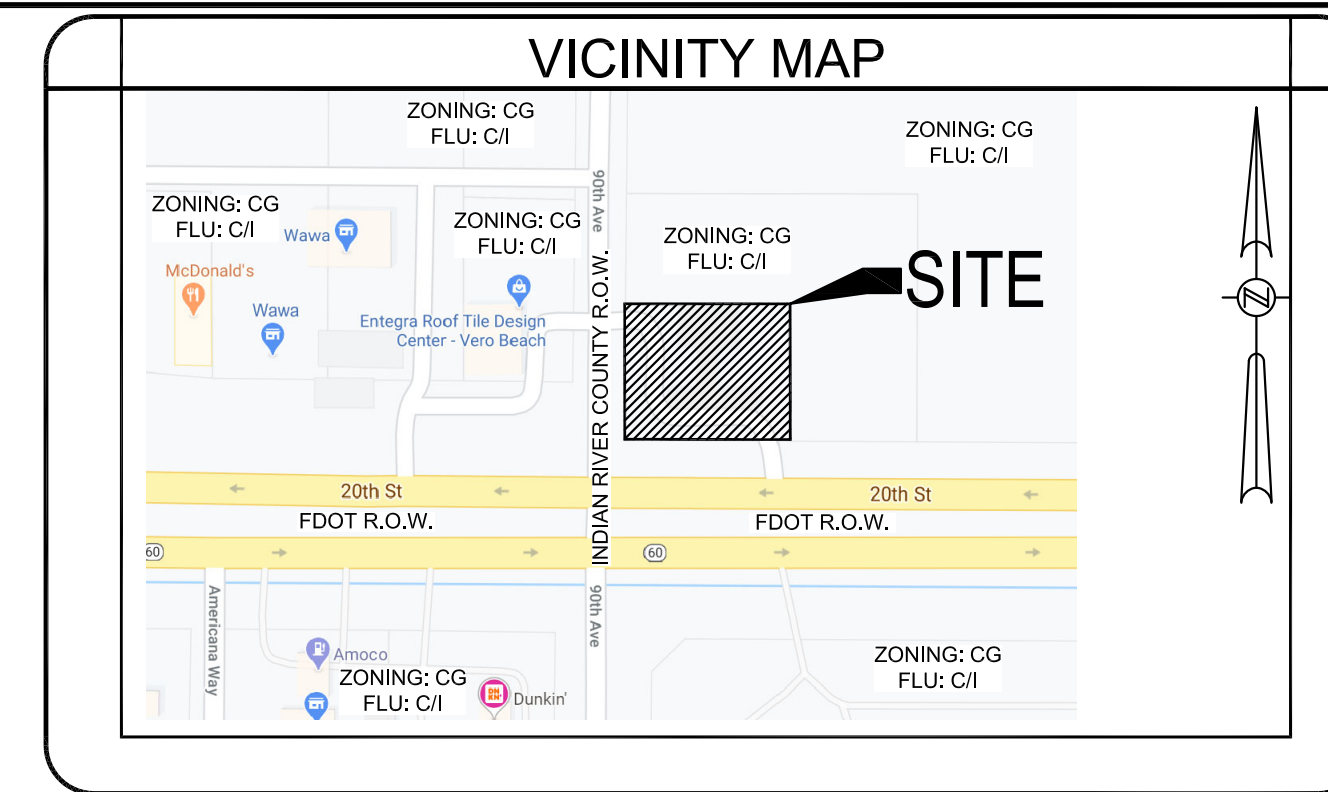 VICINITY MAP
ZONING: CG
FLU: C/I
ZONING: CG
FLU: C/I
90th Ave
ZONING: CG
FLU: C/I
Wawa
ZONING: CG
FLU: C/I
ZONING: CG
FLU: C/I
SITE
McDonald's
Wawa
Entegra Roof Tile Design
Center - Vero Beach
INDIAN RIVER COUNTY R.O.W.
N
20th St
20th St
FDOT R.O.W.
FDOT R.O.W.
60
60
Americana Way
90th Ave
Amoco
ZONING: CG
FLU: C/I
DNKN'
Dunkin'
ZONING: CG
FLU: C/I